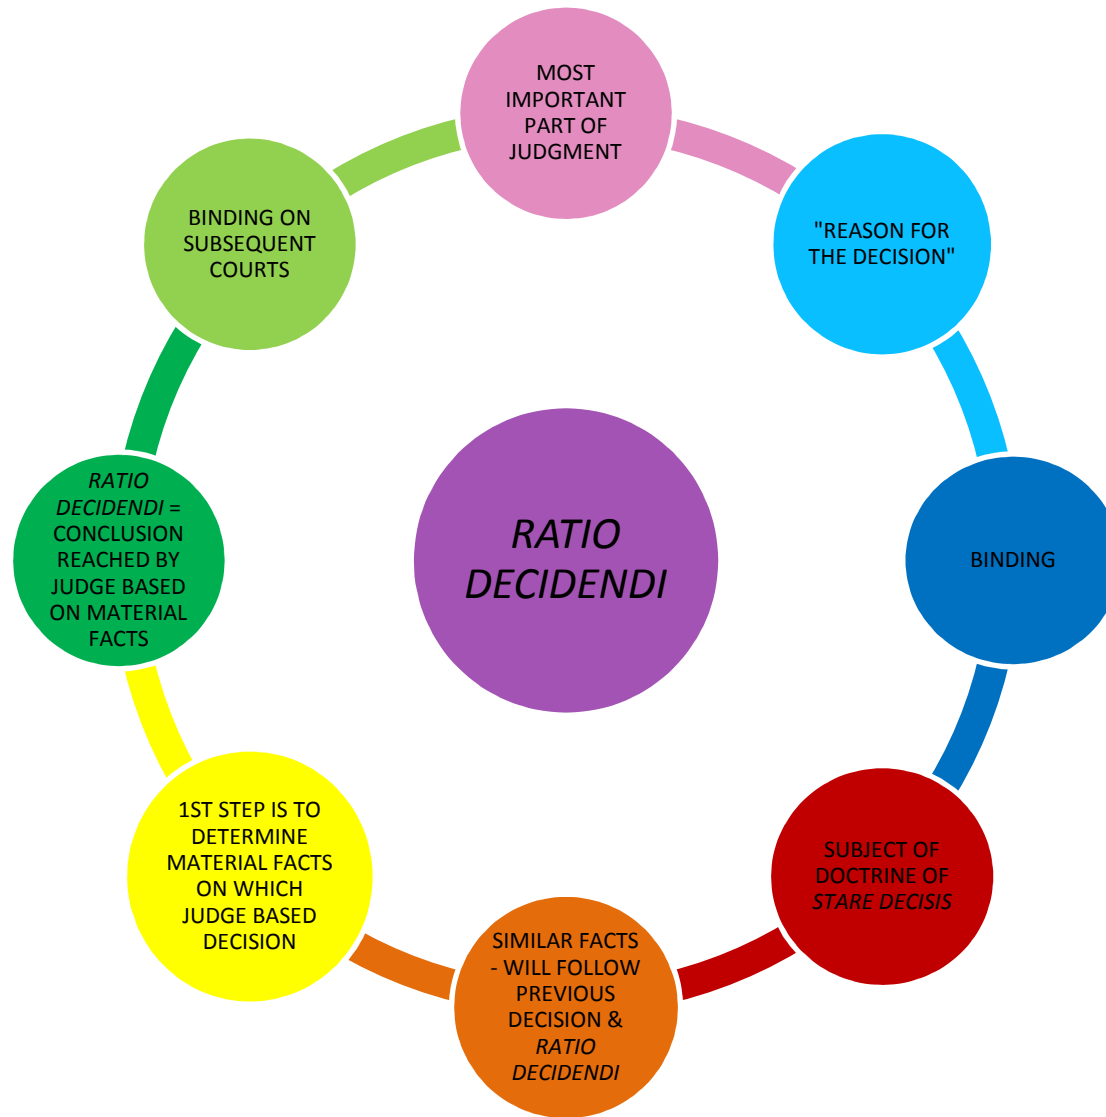 MOST
IMPORTANT
PART OF
JUDGMENT
"REASON FOR
THE DECISION"
BINDING
SUBJECT OF
DOCTRINE OF
STARE DECISIS
SIMILAR FACTS
- WILL FOLLOW
PREVIOUS
DECISION &
RATIO
DECIDENDI
1ST STEP IS TO
DETERMINE
MATERIAL FACTS
ON WHICH
JUDGE BASED
DECISION
RATIO
DECIDENDI =
CONCLUSION
REACHED BY
JUDGE BASED
ON MATERIAL
FACTS
BINDING ON
SUBSEQUENT
COURTS
RATIO
DECIDENDI